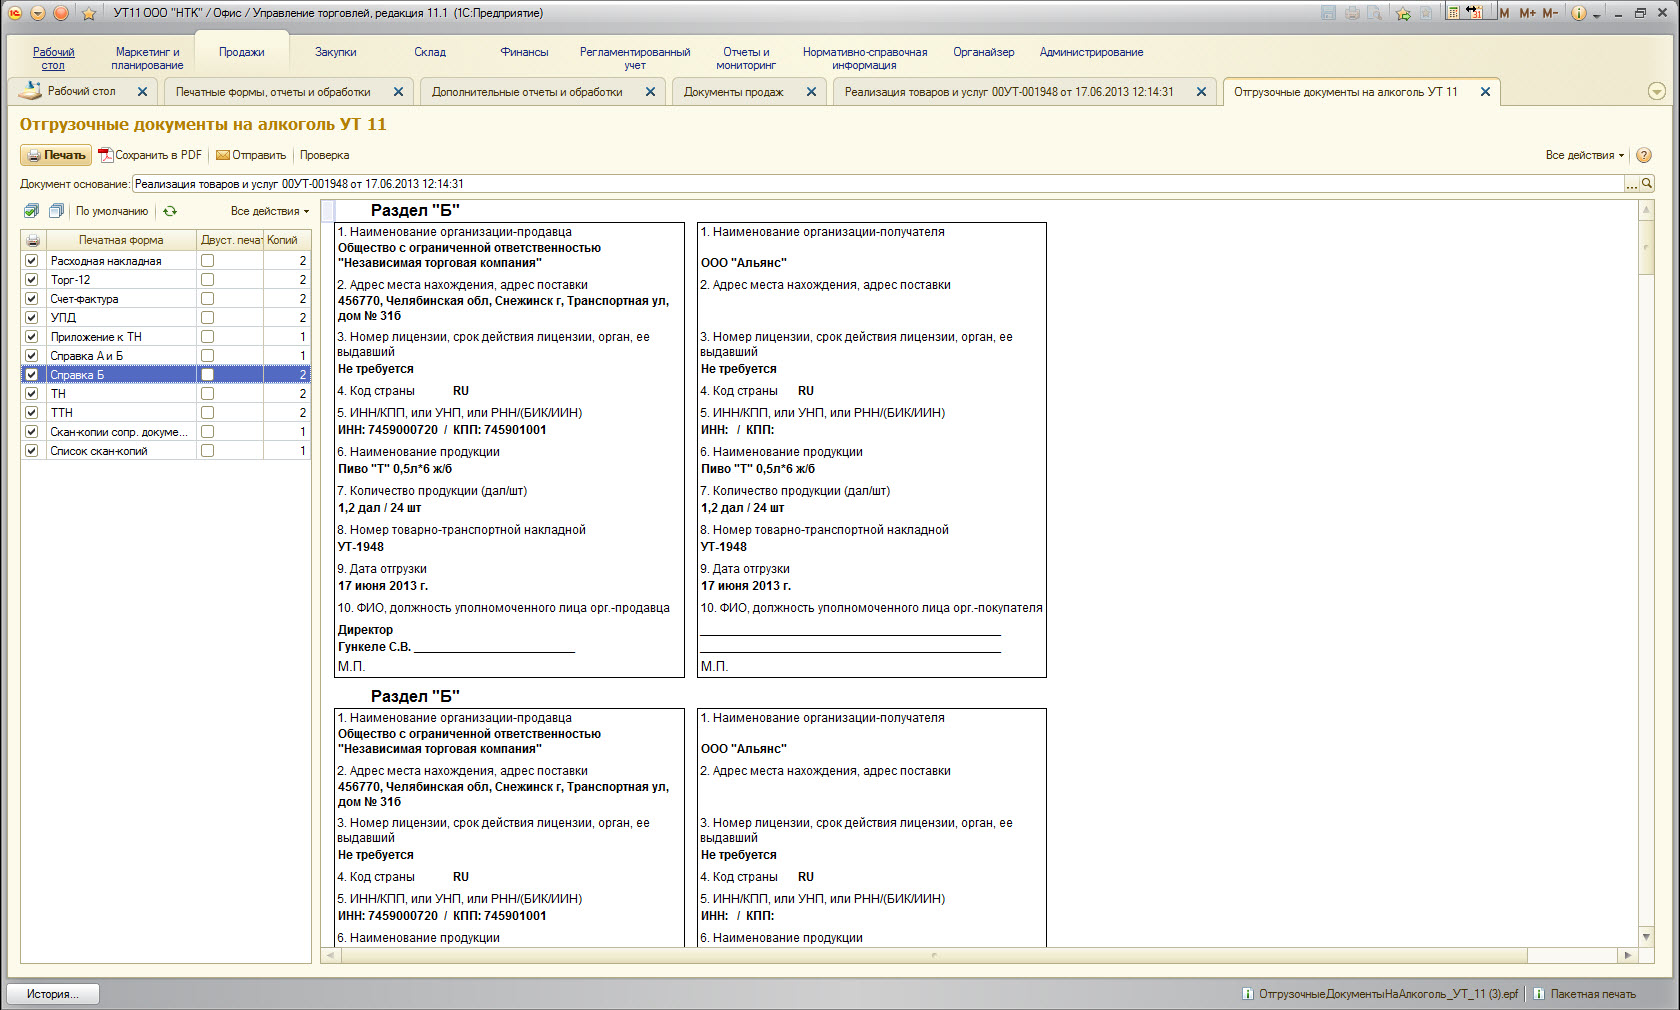 УТ11 ООО "НТК" / Офис / Управление торговлей, редакция 11.1 (1С:Предприятие)
M M+ M-
Рабочий стол
Маркетинг и планирование
Продажи
Закупки
Склад
Финансы
Регламентированный учет
Отчеты и мониторинг
Нормативно-справочная информация
Органайзер
Администрирование
Рабочий стол
Печатные формы, отчеты и обработки
Дополнительные отчеты и обработки
Документы продаж
Реализация товаров и услуг 00УТ-001948 от 17.06.2013 12:14:31
Отгрузочные документы на алкоголь УТ 11
Отгрузочные документы на алкоголь УТ 11
Печать
Сохранить в PDF
Отправить
Проверка
Все действия
Документ основание: Реализация товаров и услуг 00УТ-001948 от 17.06.2013 12:14:31
По умолчанию
Все действия
Печатная форма Двуст. печат Копий
Расходная накладная 2
Торг-12 2
Счет-фактура 2
УПД 2
Приложение к ТН 1
Справка А и Б 1
Справка Б 2
ТН 2
ТТН 2
Скан-копии сопр. докуме... 1
Список скан-копий 1
Раздел "Б"
1. Наименование организации-продавца
Общество с ограниченной ответственностью
"Независимая торговая компания"
2. Адрес места нахождения, адрес поставки
456770, Челябинская обл, Снежинск г, Транспортная ул,
дом № 31б
3. Номер лицензии, срок действия лицензии, орган, ее
выдавший
Не требуется
4. Код страны RU
5. ИНН/КПП, или УНП, или РНН/(БИК/ИИН)
ИНН: 7459000720 / КПП: 745901001
6. Наименование продукции
Пиво "Т" 0,5л*6 ж/б
7. Количество продукции (дал/шт)
1,2 дал / 24 шт
8. Номер товарно-транспортной накладной
УТ-1948
9. Дата отгрузки
17 июня 2013 г.
10. ФИО, должность уполномоченного лица орг.-продавца
Директор
Гункеле С.В.
М.П.
1. Наименование организации-получателя
ООО "Альянс"
2. Адрес места нахождения, адрес поставки
3. Номер лицензии, срок действия лицензии, орган, ее
выдавший
Не требуется
4. Код страны RU
5. ИНН/КПП, или УНП, или РНН/(БИК/ИИН)
ИНН: / КПП:
6. Наименование продукции
Пиво "Т" 0,5л*6 ж/б
7. Количество продукции (дал/шт)
1,2 дал / 24 шт
8. Номер товарно-транспортной накладной
УТ-1948
9. Дата отгрузки
17 июня 2013 г.
10. ФИО, должность уполномоченного лица орг.-покупателя
М.П.
Раздел "Б"
1. Наименование организации-продавца
Общество с ограниченной ответственностью
"Независимая торговая компания"
2. Адрес места нахождения, адрес поставки
456770, Челябинская обл, Снежинск г, Транспортная ул,
дом № 31б
3. Номер лицензии, срок действия лицензии, орган, ее
выдавший
Не требуется
4. Код страны RU
5. ИНН/КПП, или УНП, или РНН/(БИК/ИИН)
ИНН: 7459000720 / КПП: 745901001
6. Наименование продукции
1. Наименование организации-получателя
ООО "Альянс"
2. Адрес места нахождения, адрес поставки
3. Номер лицензии, срок действия лицензии, орган, ее
выдавший
Не требуется
4. Код страны RU
5. ИНН/КПП, или УНП, или РНН/(БИК/ИИН)
ИНН: / КПП:
6. Наименование продукции
История...
ОтгрузочныеДокументыНаАлкоголь_УТ_11 (3).epf
Пакетная печать